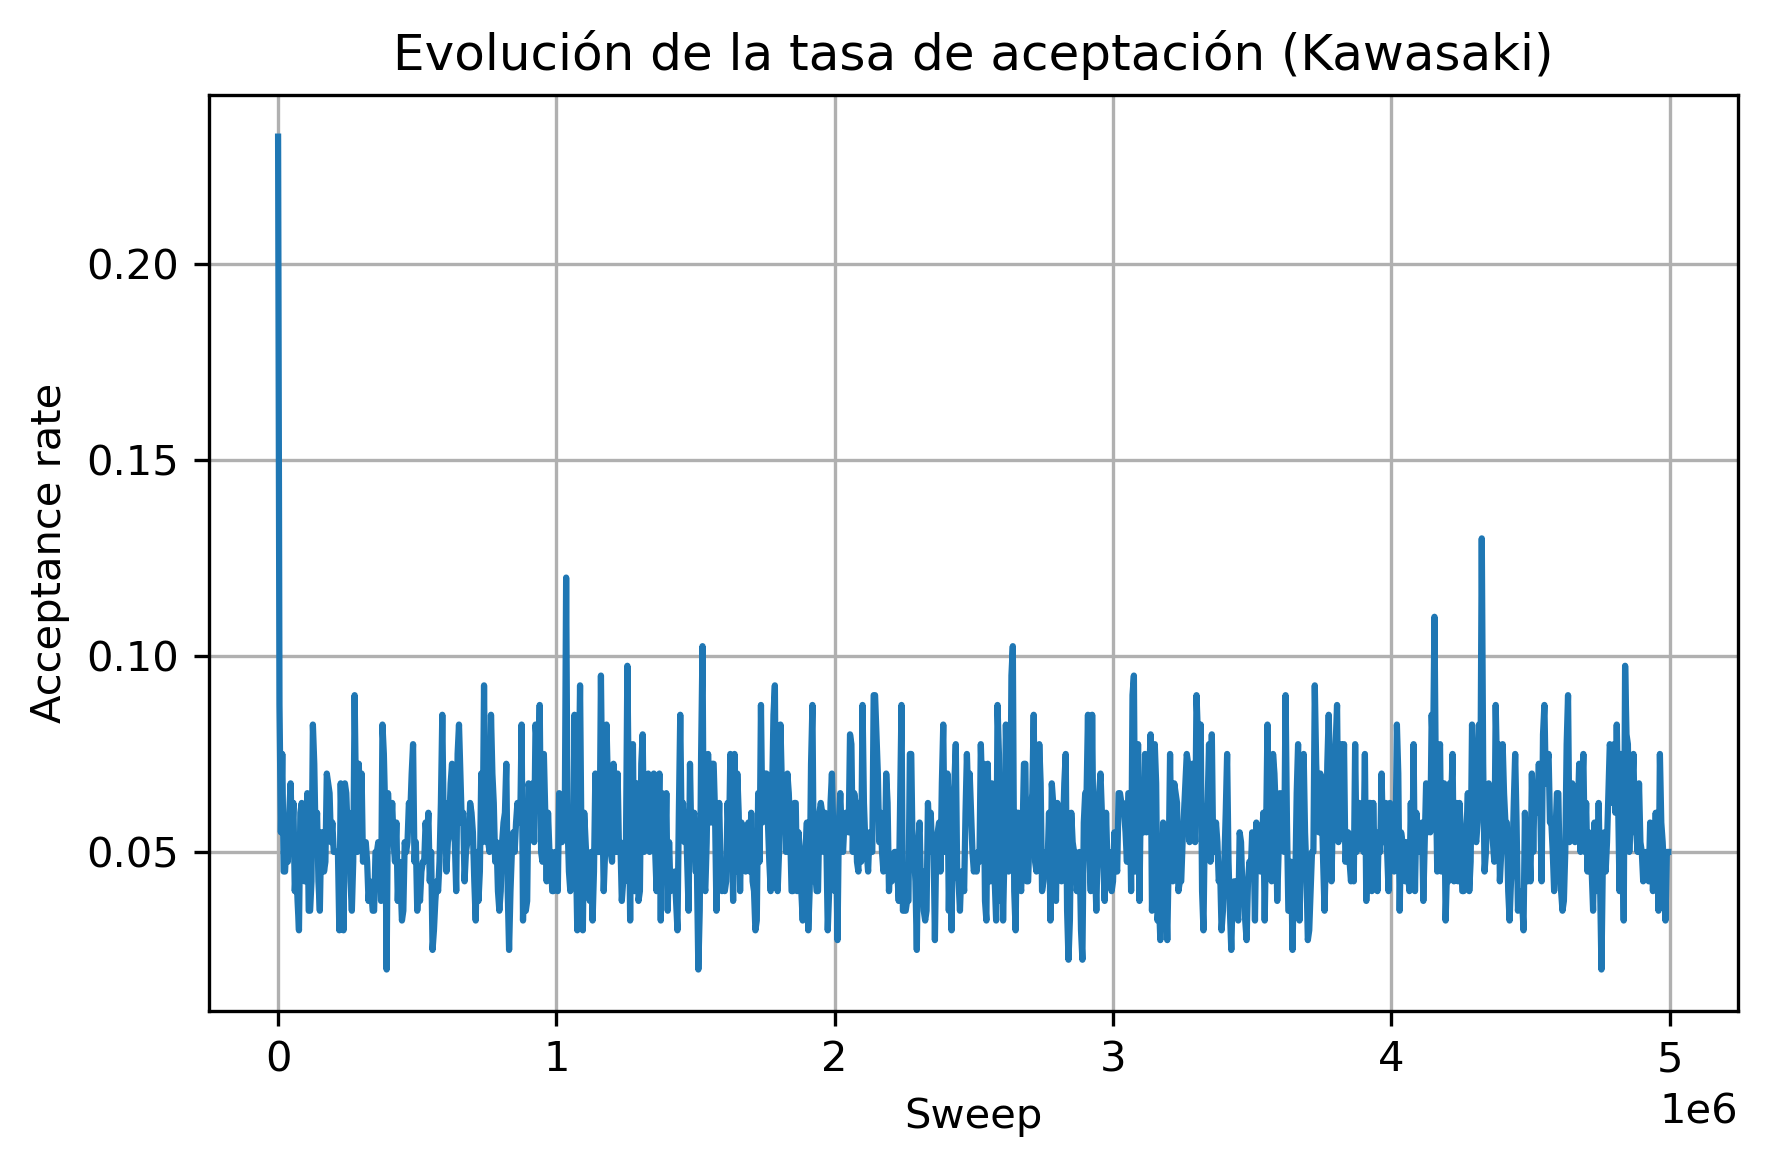 Evolución de la tasa de aceptación (Kawasaki)
Acceptance rate
0.20
0.15
0.10
0.05
0 1 2 3 4 5
1e6
Sweep